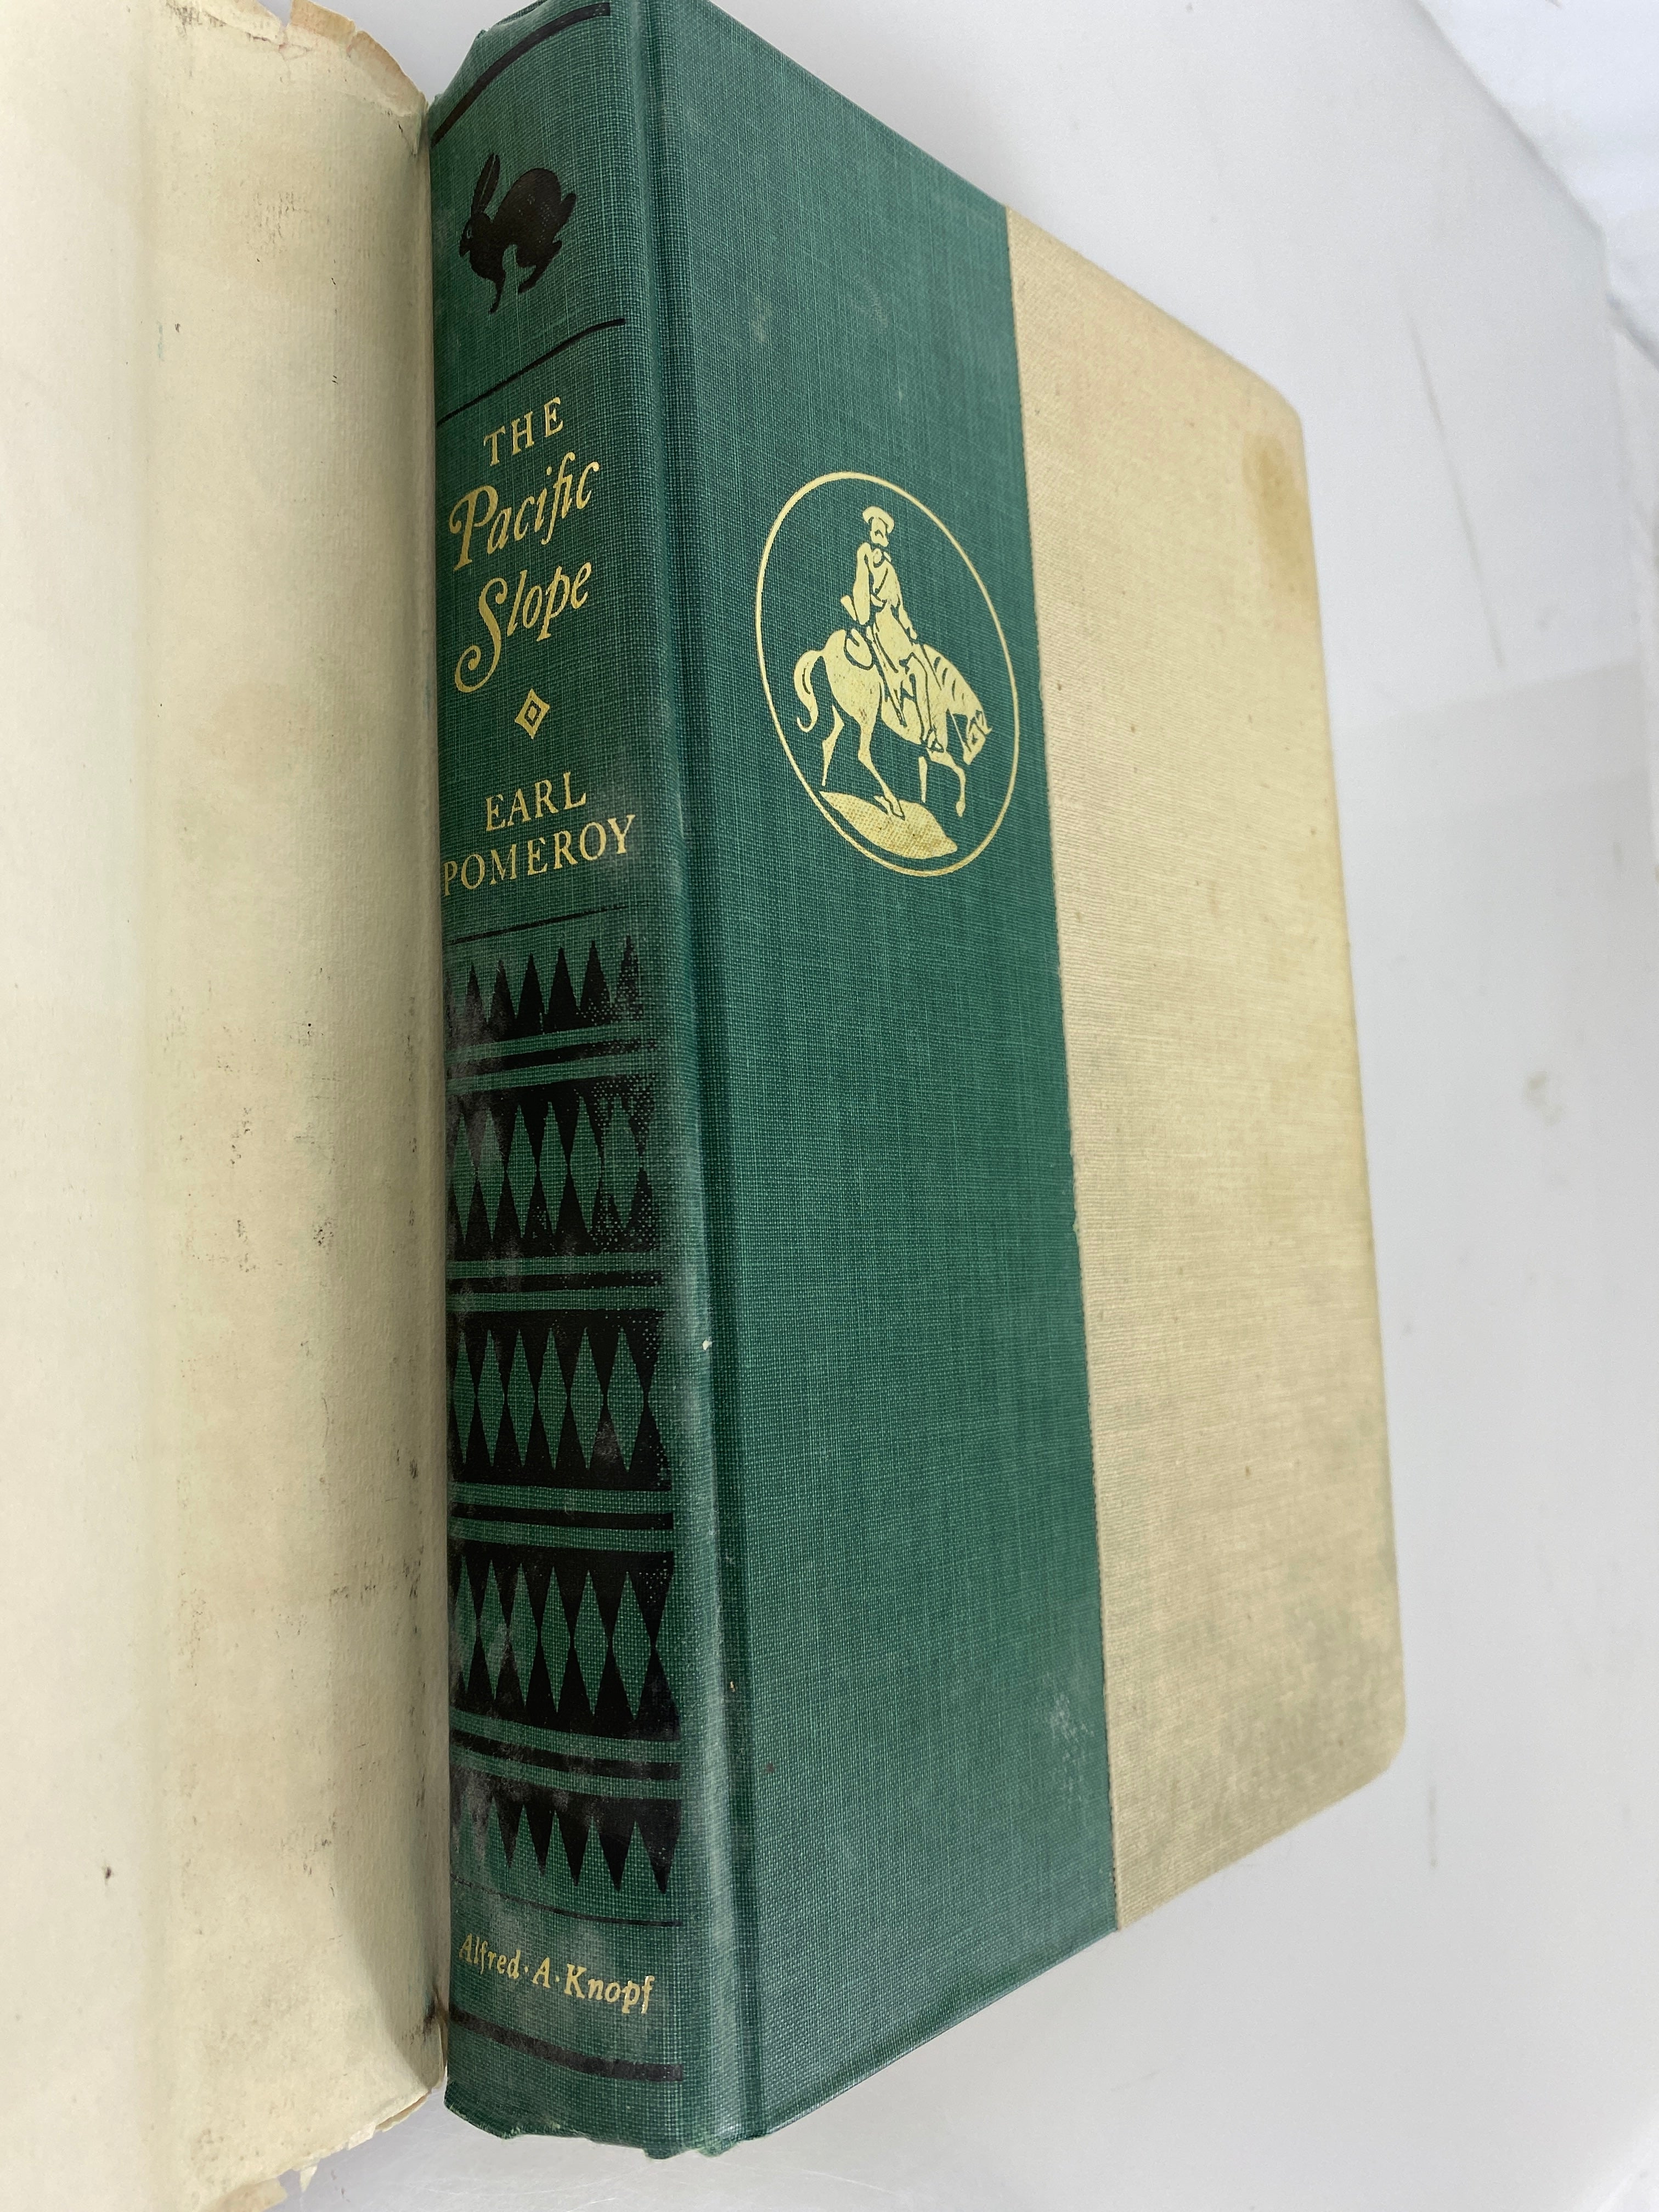 THE
Pacific
Slope
EARL
POMEROY
Alfred · A · Knopf